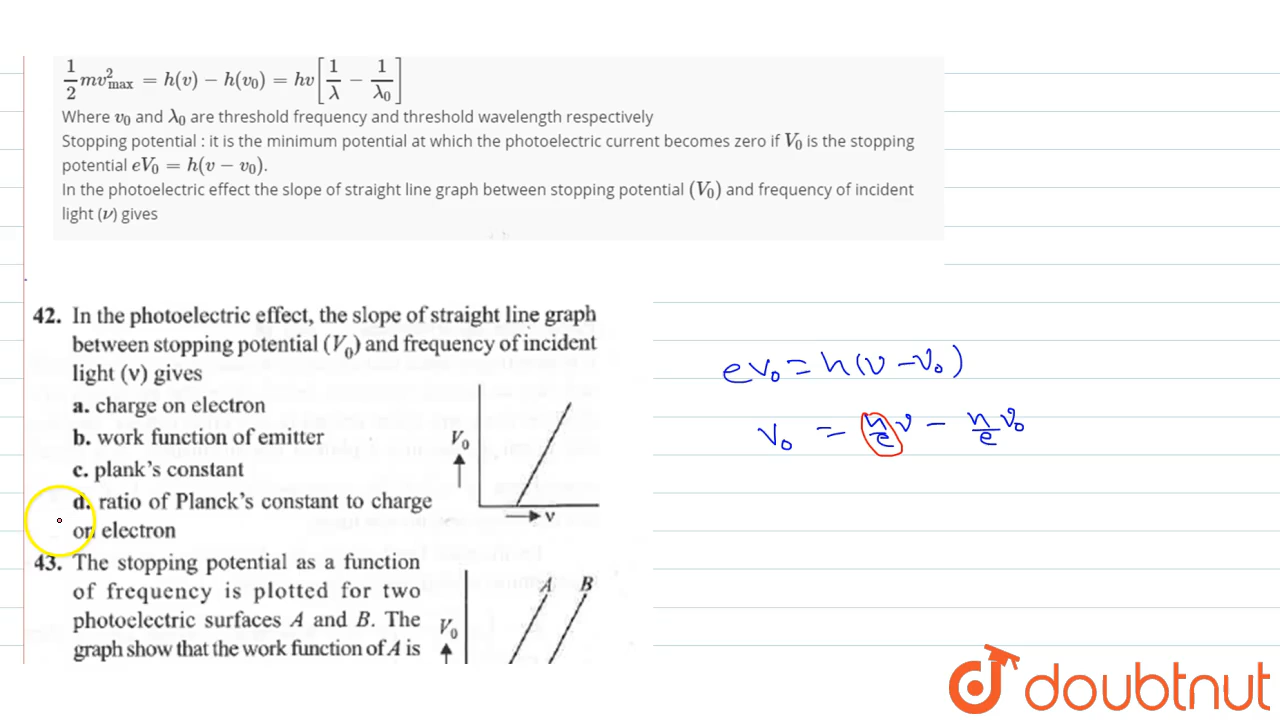 1/2 mv²max = h(v) − h(v₀) = hv[1/λ − 1/λ₀]
Where v₀ and λ₀ are threshold frequency and threshold wavelength respectively
Stopping potential : it is the minimum potential at which the photoelectric current becomes zero if V₀ is the stopping
potential eV₀ = h(v − v₀).
In the photoelectric effect the slope of straight line graph between stopping potential (V₀) and frequency of incident
light (ν) gives
42. In the photoelectric effect, the slope of straight line graph
between stopping potential (V₀) and frequency of incident
light (ν) gives
a. charge on electron
b. work function of emitter
c. plank's constant
d. ratio of Planck's constant to charge
on electron
V₀
ν
43. The stopping potential as a function
of frequency is plotted for two
photoelectric surfaces A and B. The
graph show that the work function of A is
A B
V₀
eV₀ = h(ν − ν₀)
V₀ = h/e ν − h/e ν₀
doubtnut